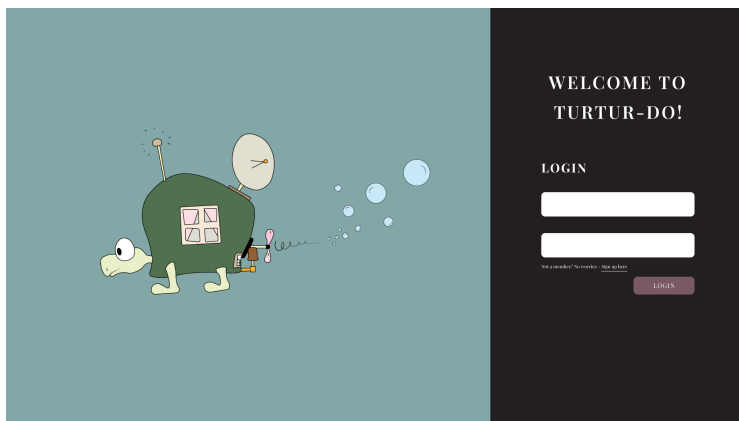 WELCOME TO
TURTUR-DO!
LOGIN
Not a member? No worries - Sign up here
LOGIN